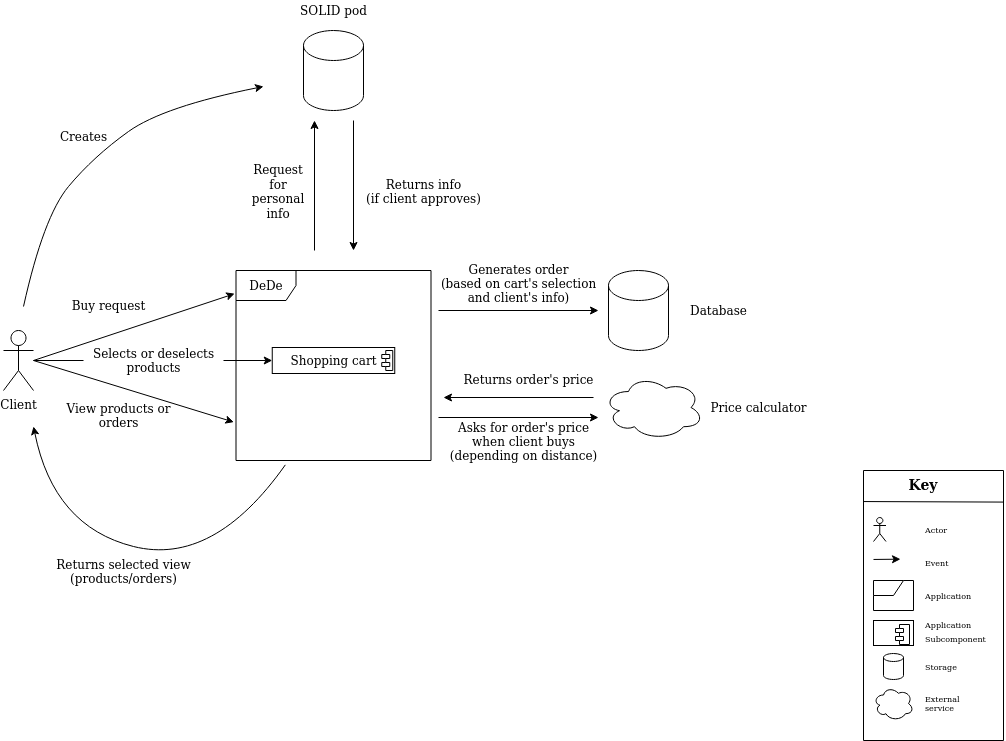 SOLID pod
Creates
Request
for
personal
info
Returns info
(if client approves)
DeDe
Generates order
(based on cart's selection
and client's info)
Database
Buy request
Selects or deselects
products
Shopping cart
Client
View products or
orders
Returns order's price
Price calculator
Asks for order's price
when client buys
(depending on distance)
Returns selected view
(products/orders)
Key
Actor
Event
Application
Application
Subcomponent
Storage
External
service